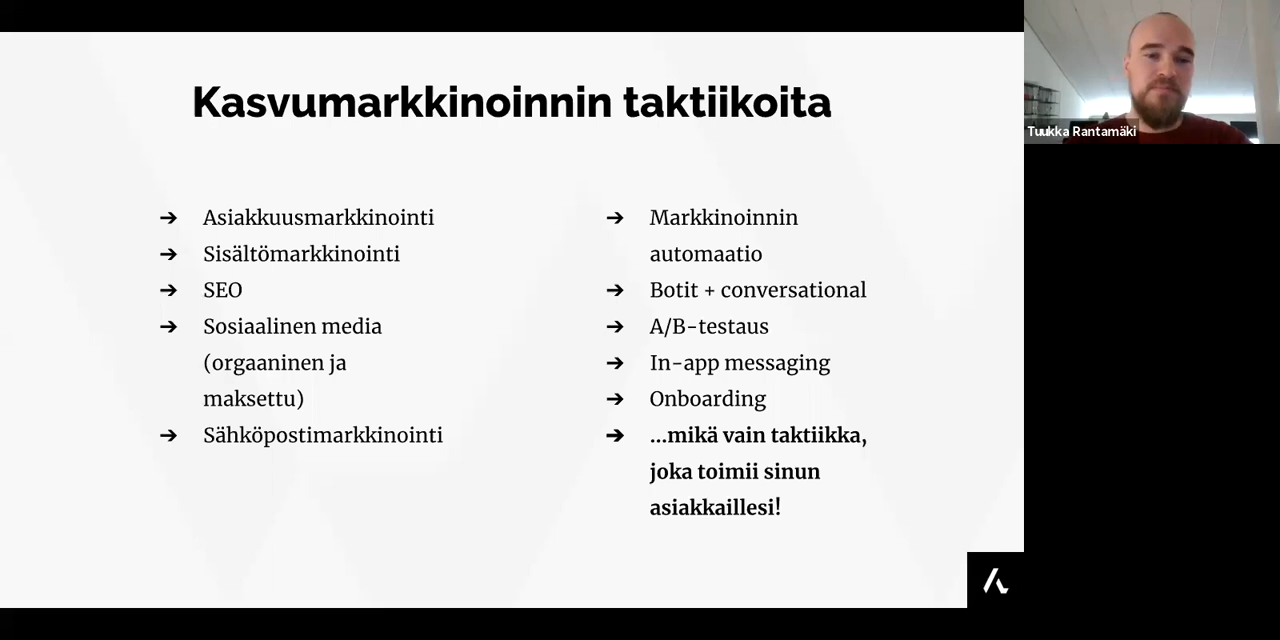 Kasvumarkkinoinnin taktiikoita
➔ Asiakkuusmarkkinointi
➔ Sisältömarkkinointi
➔ SEO
➔ Sosiaalinen media
(orgaaninen ja
maksettu)
➔ Sähköpostimarkkinointi
➔ Markkinoinnin
automaatio
➔ Botit + conversational
➔ A/B-testaus
➔ In-app messaging
➔ Onboarding
➔ ...mikä vain taktiikka,
joka toimii sinun
asiakkaillesi!
Tuukka Rantamäki